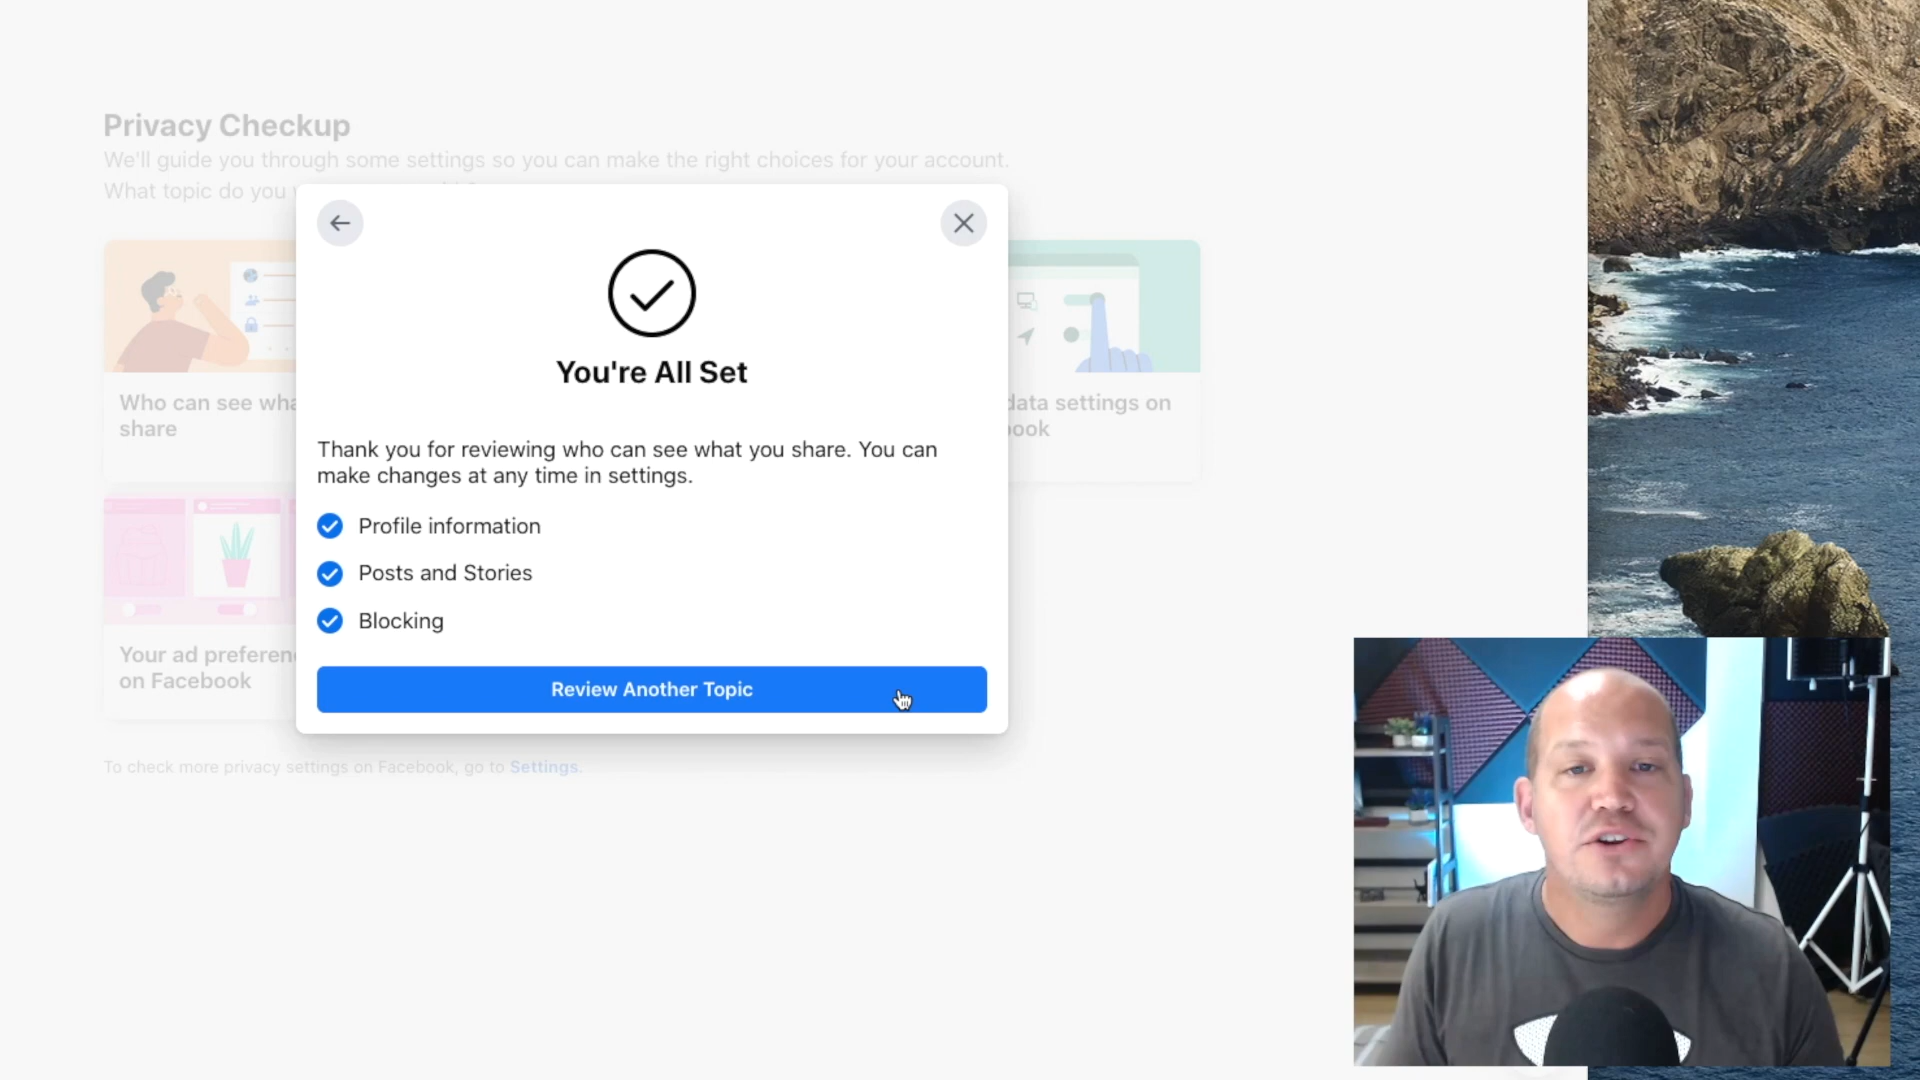 Privacy Checkup
We'll guide you through some settings so you can make the right choices for your account.
What topic do you
You're All Set
Thank you for reviewing who can see what you share. You can
make changes at any time in settings.
Profile information
Posts and Stories
Blocking
Review Another Topic
Who can see wha
share
data settings on
ook
Your ad preferen
on Facebook
To check more privacy settings on Facebook, go to Settings.